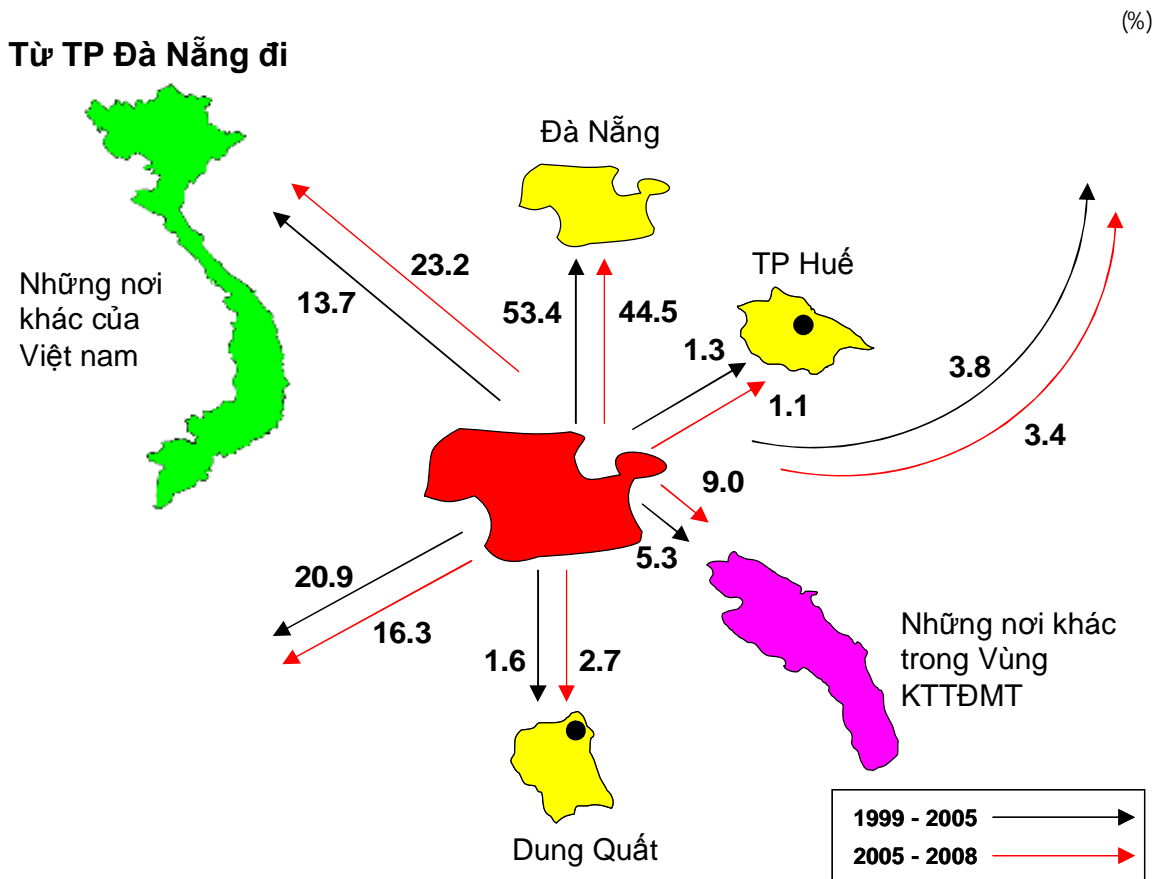 (%)
Từ TP Đà Nẵng đi
Đà Nẵng
TP Huế
Những nơi
khác của
Việt nam
23.2
13.7
53.4
44.5
1.3
1.1
3.8
3.4
9.0
5.3
20.9
16.3
1.6
2.7
Những nơi khác
trong Vùng
KTTĐMT
Dung Quất
1999 - 2005
2005 - 2008